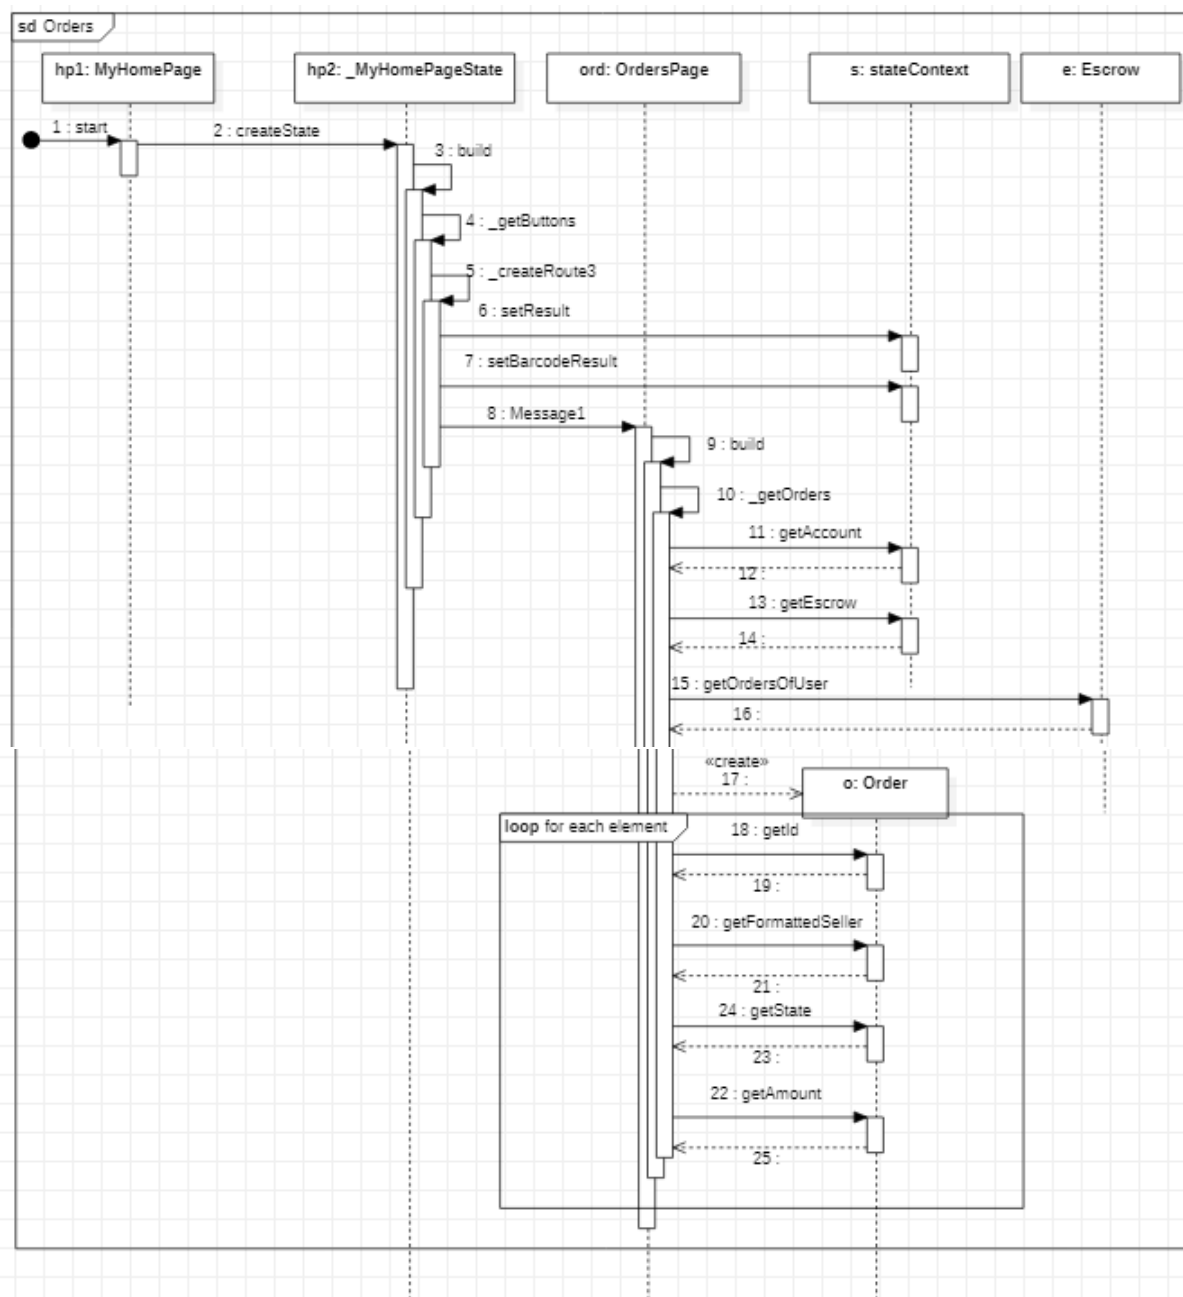 sd Orders
hp1: MyHomePage
hp2: _MyHomePageState
ord: OrdersPage
s: stateContext
e: Escrow
1 : start
2 : createState
3 : build
4 : _getButtons
5 : _createRoute3
6 : setResult
7 : setBarcodeResult
8 : Message1
9 : build
10 : _getOrders
11 : getAccount
12 :
13 : getEscrow
14 :
15 : getOrdersOfUser
16 :
«create»
17 :
o: Order
loop for each element
18 : getId
19 :
20 : getFormattedSeller
21 :
24 : getState
23 :
22 : getAmount
25 :